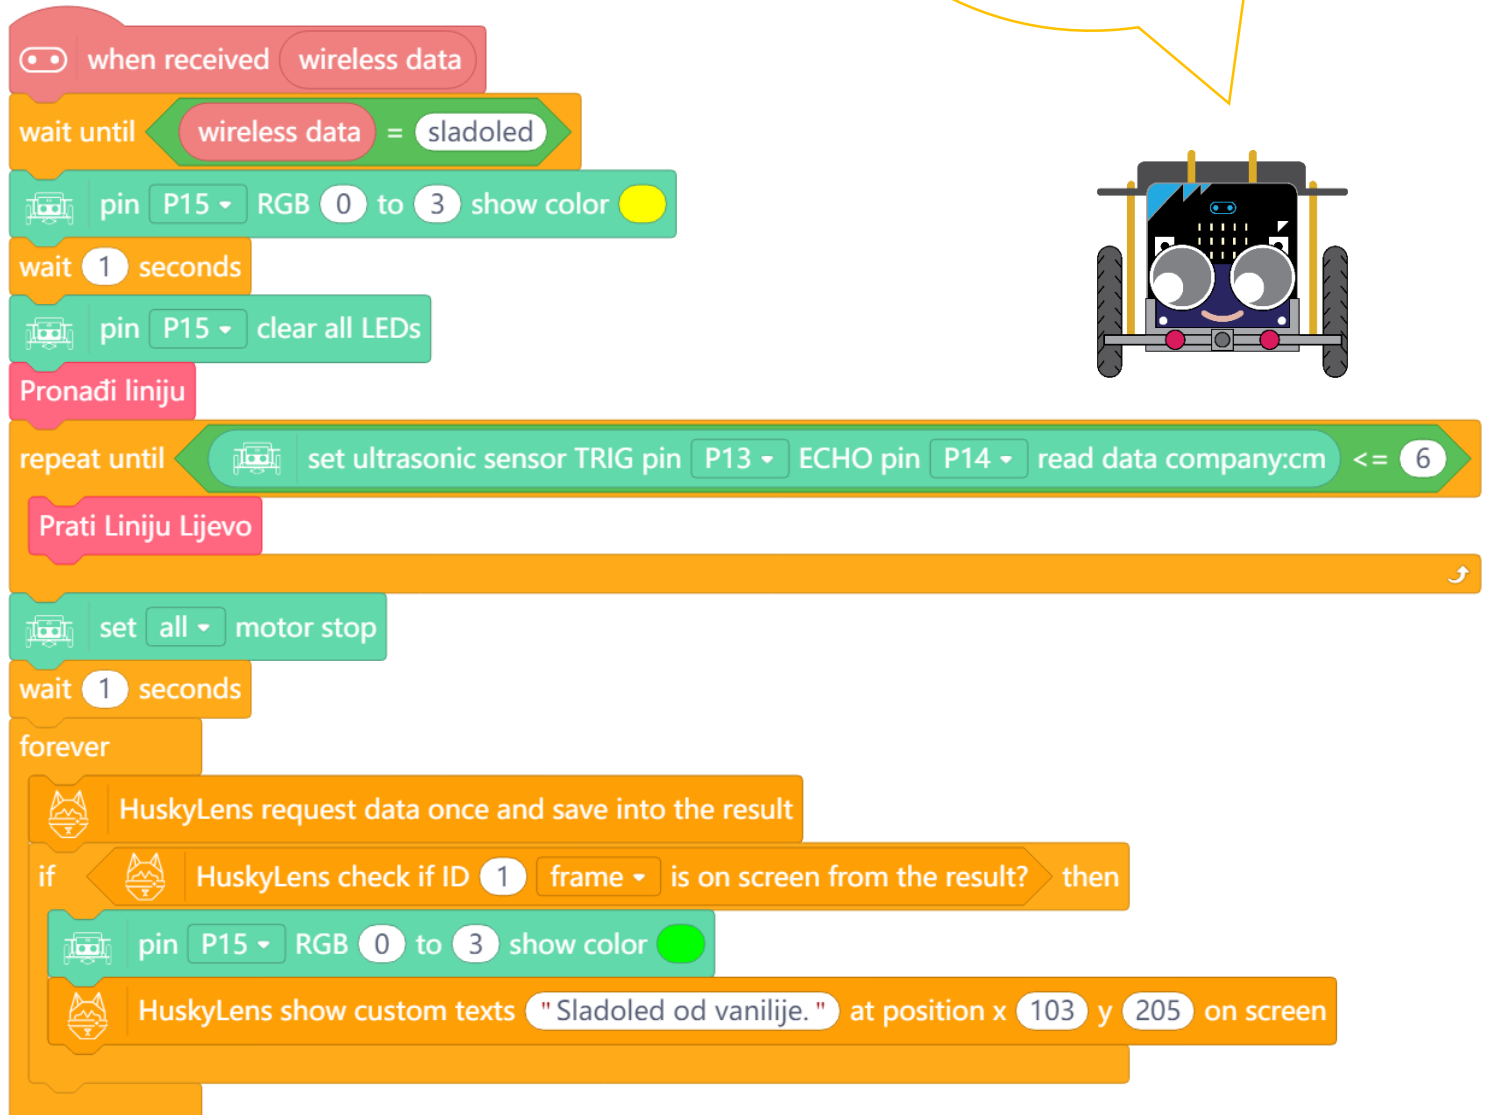 when received wireless data
wait until wireless data = sladoled
pin P15 RGB 0 to 3 show color
wait 1 seconds
pin P15 clear all LEDs
Pronađi liniju
repeat until set ultrasonic sensor TRIG pin P13 ECHO pin P14 read data company:cm <= 6
Prati Liniju Lijevo
set all motor stop
wait 1 seconds
forever
HuskyLens request data once and save into the result
if HuskyLens check if ID 1 frame is on screen from the result? then
pin P15 RGB 0 to 3 show color
HuskyLens show custom texts "Sladoled od vanilije." at position x 103 y 205 on screen